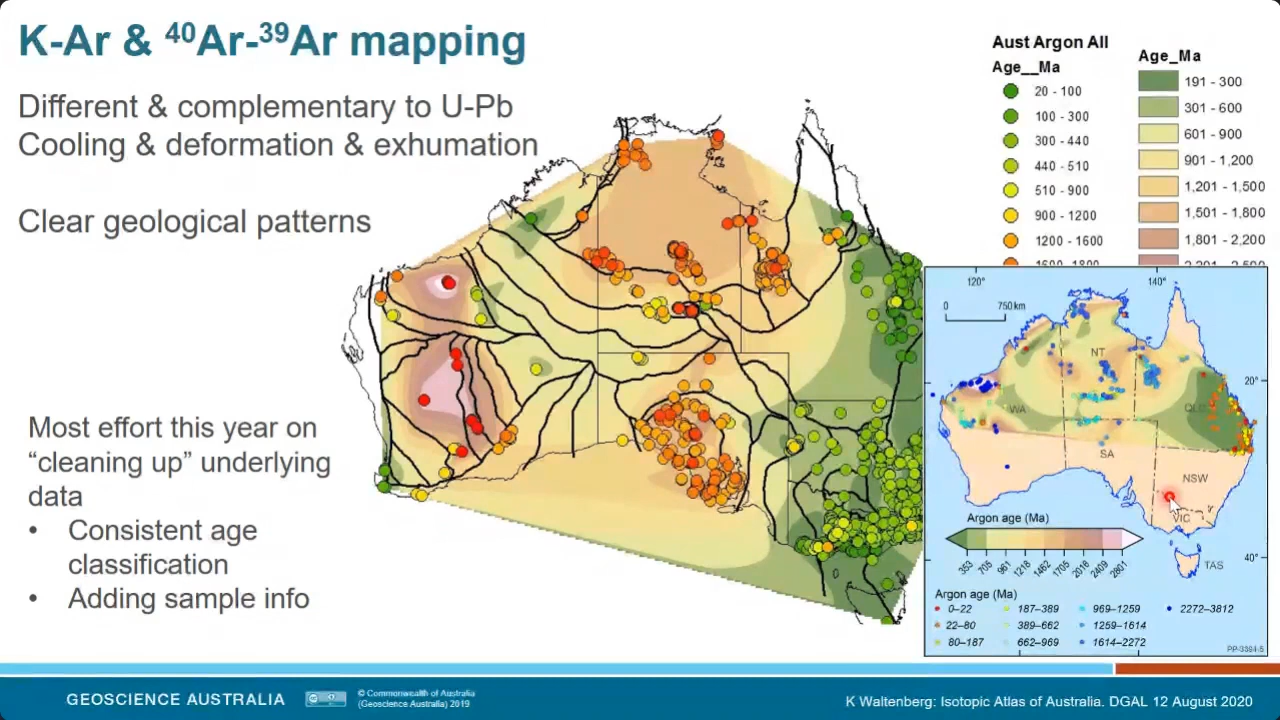 K-Ar & ⁴⁰Ar-³⁹Ar mapping
Different & complementary to U-Pb
Cooling & deformation & exhumation
Clear geological patterns
Most effort this year on
“cleaning up” underlying
data
• Consistent age
classification
• Adding sample info
Aust Argon All
Age__Ma
20 - 100
100 - 300
300 - 440
440 - 510
510 - 900
900 - 1200
1200 - 1600
1600 - 1800
Age_Ma
191 - 300
301 - 600
601 - 900
901 - 1,200
1,201 - 1,500
1,501 - 1,800
1,801 - 2,200
120°
140°
0 750 km
NT
20°
WA
QLD
SA
NSW
VIC
Argon age (Ma)
40°
TAS
353 705 961 1218 1462 1705 2018 2409 2801
Argon age (Ma)
0–22 187–389 969–1259 2272–3812
22–80 389–662 1259–1614
80–187 662–969 1614–2272
PP-3384-5
GEOSCIENCE AUSTRALIA
© Commonwealth of Australia
(Geoscience Australia) 2019
K Waltenberg: Isotopic Atlas of Australia. DGAL 12 August 2020